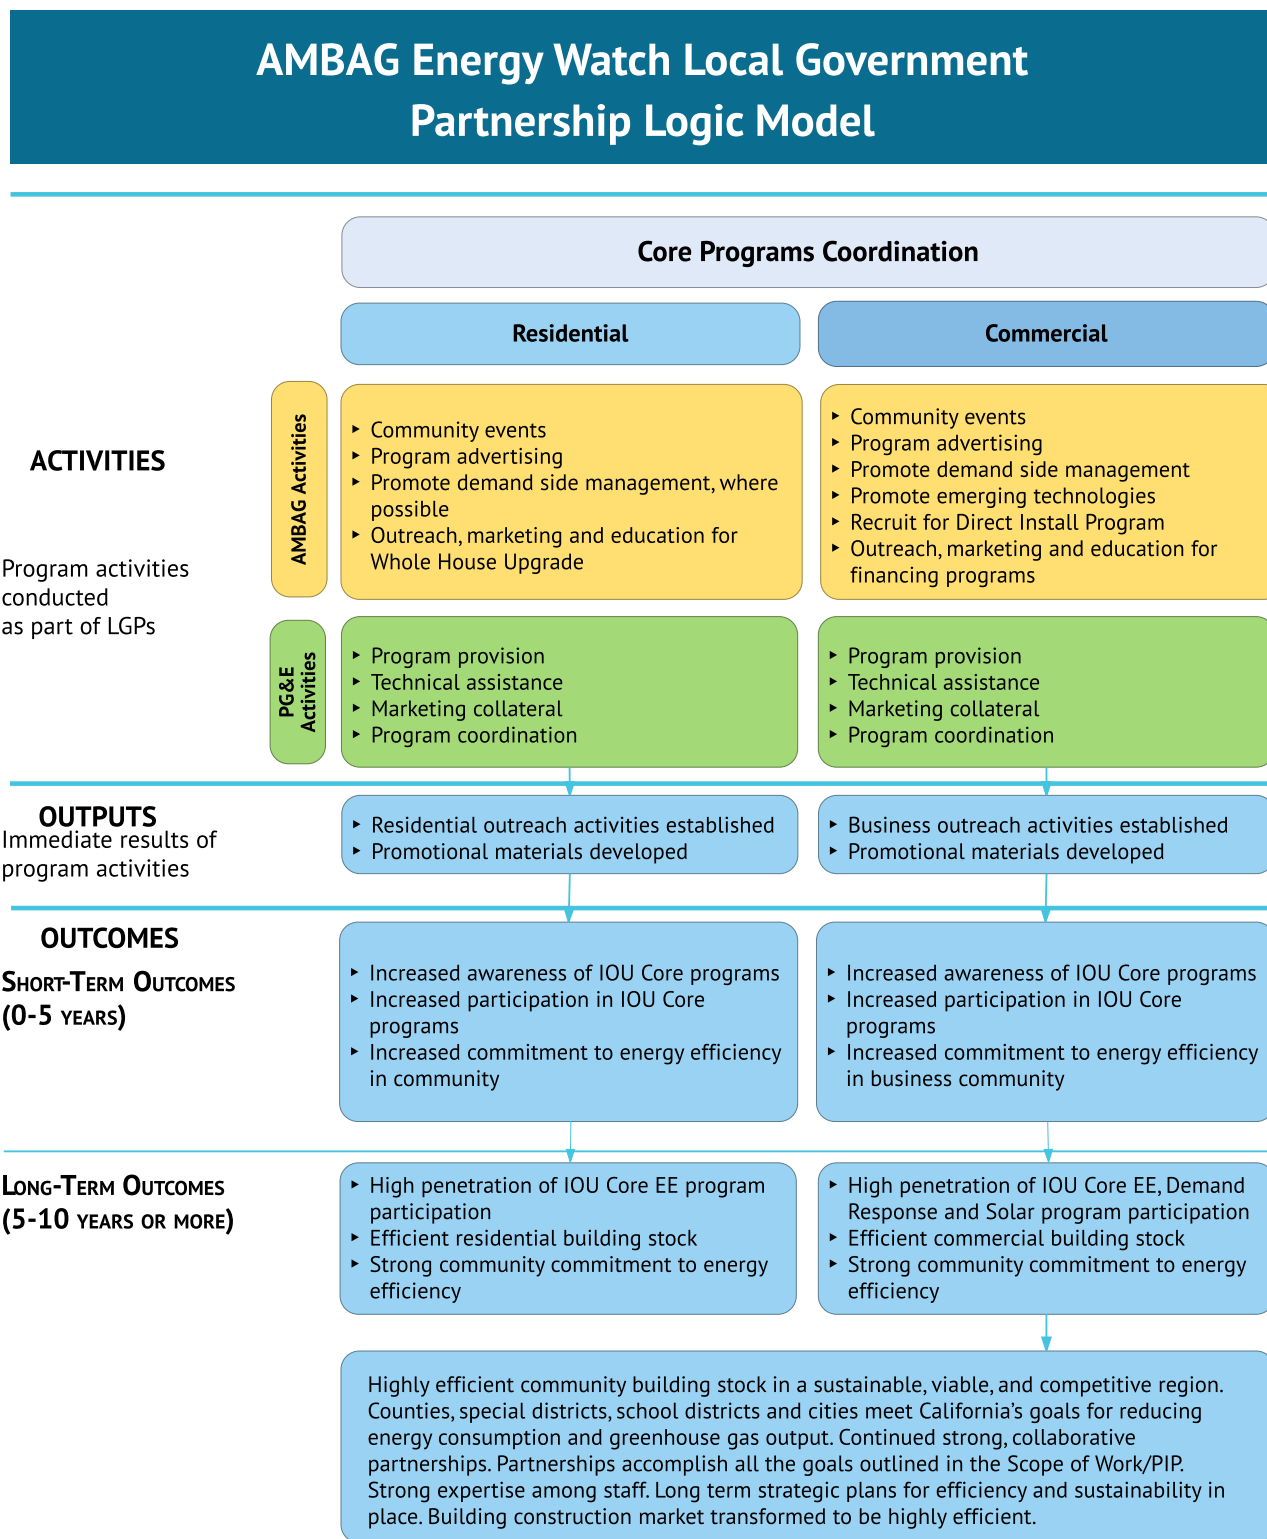 AMBAG Energy Watch Local Government
Partnership Logic Model
Core Programs Coordination
Residential
Commercial
ACTIVITIES
Program activities
conducted
as part of LGPs
AMBAG Activities
‣ Community events
‣ Program advertising
‣ Promote demand side management, where
possible
‣ Outreach, marketing and education for
Whole House Upgrade
‣ Community events
‣ Program advertising
‣ Promote demand side management
‣ Promote emerging technologies
‣ Recruit for Direct Install Program
‣ Outreach, marketing and education for
financing programs
PG&E
Activities
‣ Program provision
‣ Technical assistance
‣ Marketing collateral
‣ Program coordination
‣ Program provision
‣ Technical assistance
‣ Marketing collateral
‣ Program coordination
OUTPUTS
Immediate results of
program activities
‣ Residential outreach activities established
‣ Promotional materials developed
‣ Business outreach activities established
‣ Promotional materials developed
OUTCOMES
SHORT-TERM OUTCOMES
(0-5 YEARS)
‣ Increased awareness of IOU Core programs
‣ Increased participation in IOU Core
programs
‣ Increased commitment to energy efficiency
in community
‣ Increased awareness of IOU Core programs
‣ Increased participation in IOU Core
programs
‣ Increased commitment to energy efficiency
in business community
LONG-TERM OUTCOMES
(5-10 YEARS OR MORE)
‣ High penetration of IOU Core EE program
participation
‣ Efficient residential building stock
‣ Strong community commitment to energy
efficiency
‣ High penetration of IOU Core EE, Demand
Response and Solar program participation
‣ Efficient commercial building stock
‣ Strong community commitment to energy
efficiency
Highly efficient community building stock in a sustainable, viable, and competitive region.
Counties, special districts, school districts and cities meet California's goals for reducing
energy consumption and greenhouse gas output. Continued strong, collaborative
partnerships. Partnerships accomplish all the goals outlined in the Scope of Work/PIP.
Strong expertise among staff. Long term strategic plans for efficiency and sustainability in
place. Building construction market transformed to be highly efficient.